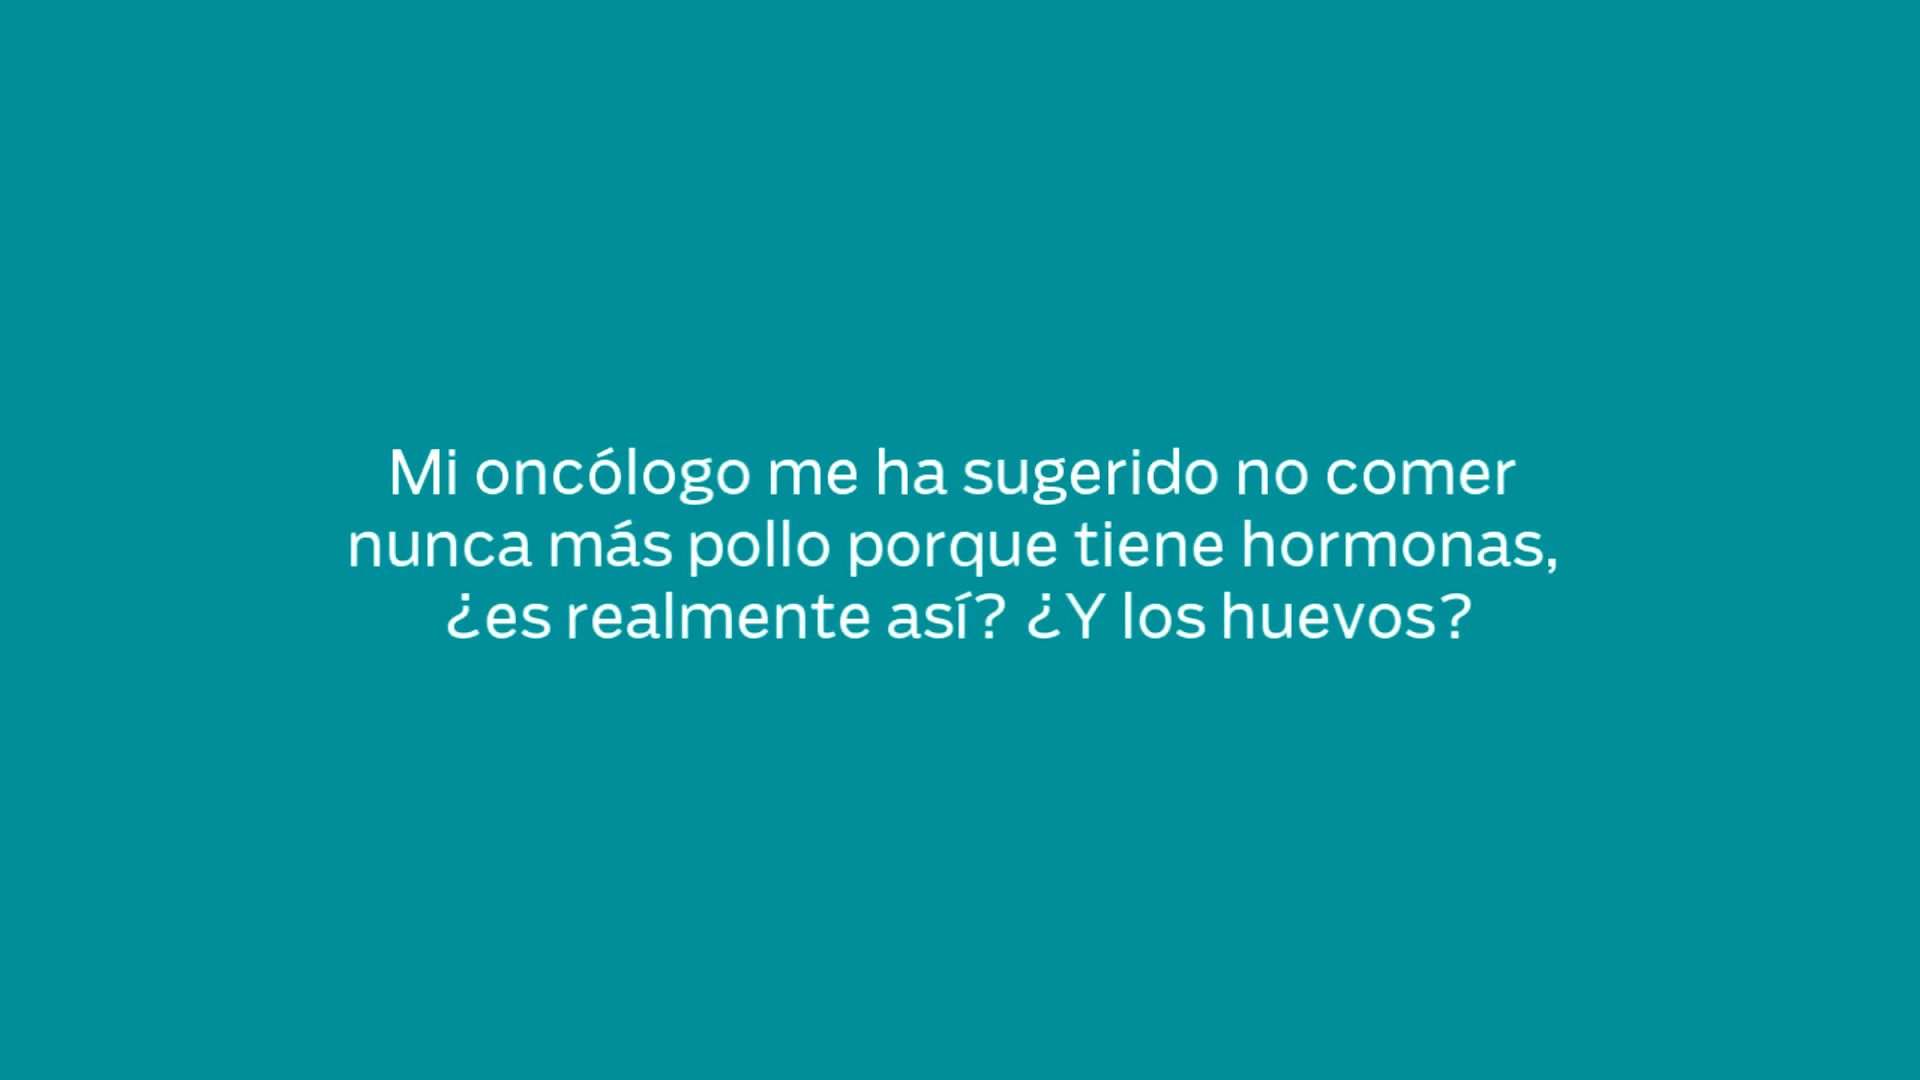 Mi oncólogo me ha sugerido no comer
nunca más pollo porque tiene hormonas,
¿es realmente así? ¿Y los huevos?